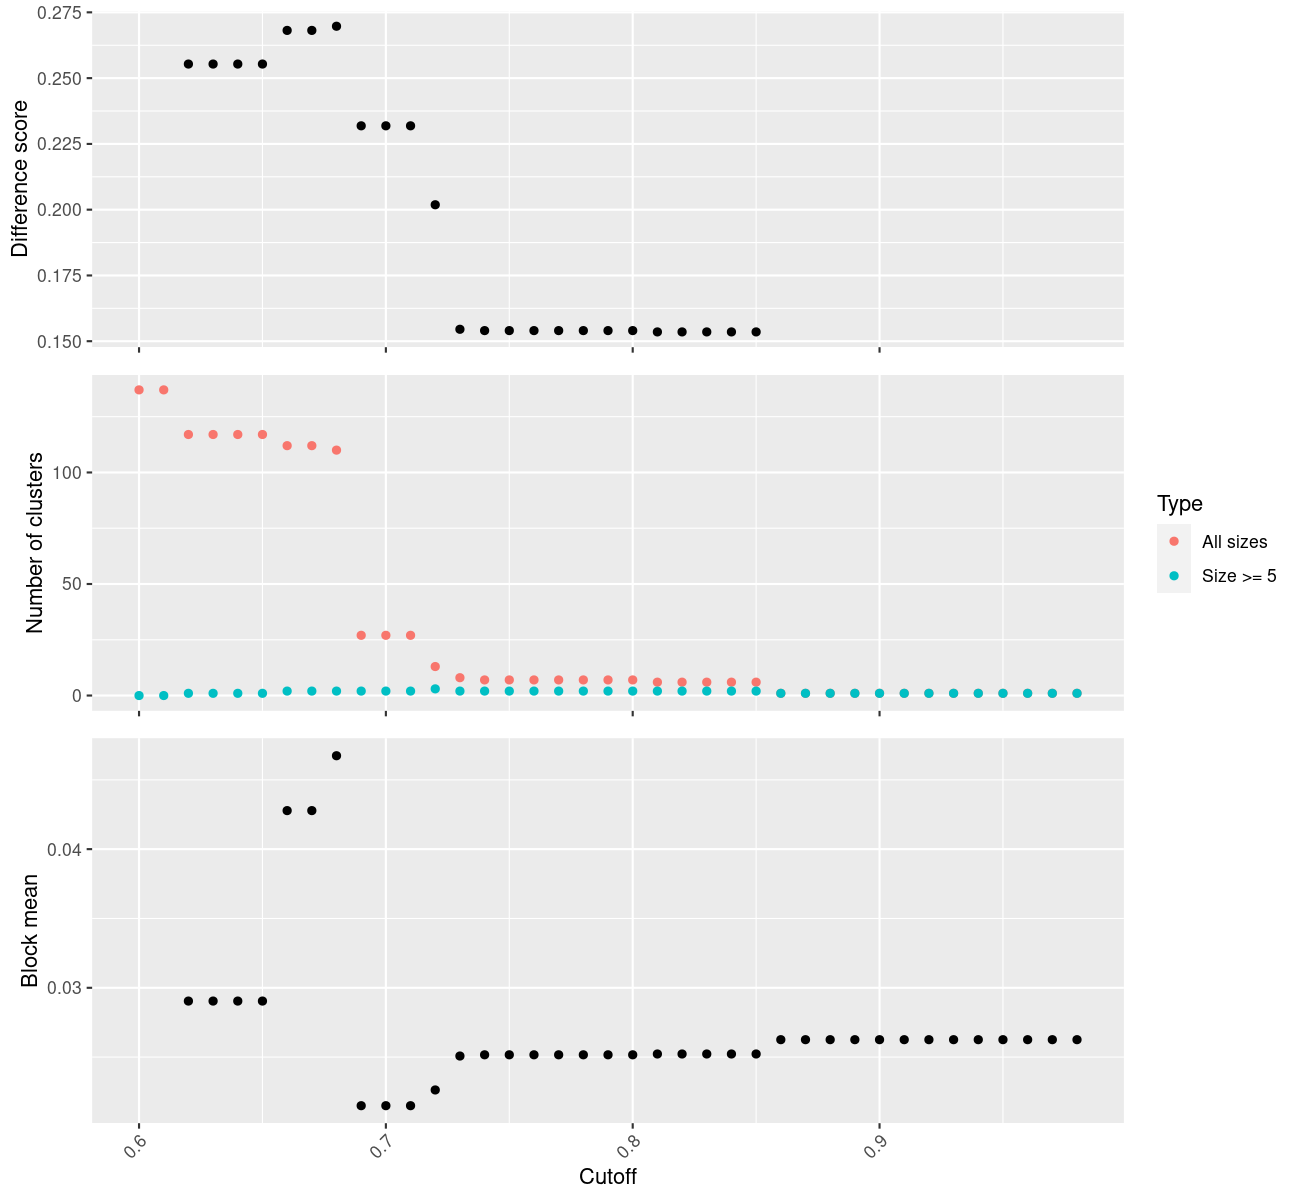 Difference score
0.275
0.250
0.225
0.200
0.175
0.150
Number of clusters
100
50
0
Type
All sizes
Size >= 5
Block mean
0.04
0.03
0.6
0.7
0.8
0.9
Cutoff